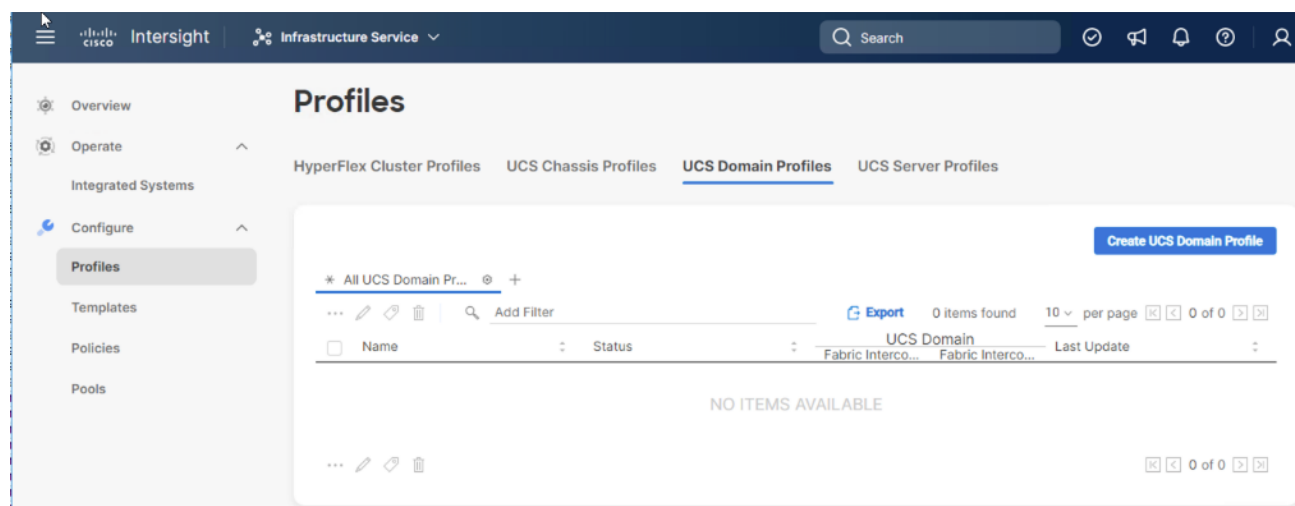 cisco Intersight Infrastructure Service Search
Profiles
Overview
Operate
Integrated Systems
Configure
Profiles
Templates
Policies
Pools
HyperFlex Cluster Profiles UCS Chassis Profiles UCS Domain Profiles UCS Server Profiles
Create UCS Domain Profile
All UCS Domain Pr... +
... Add Filter Export 0 items found 10 per page 0 of 0
Name Status UCS Domain Last Update
Fabric Interco... Fabric Interco...
NO ITEMS AVAILABLE
... 0 of 0